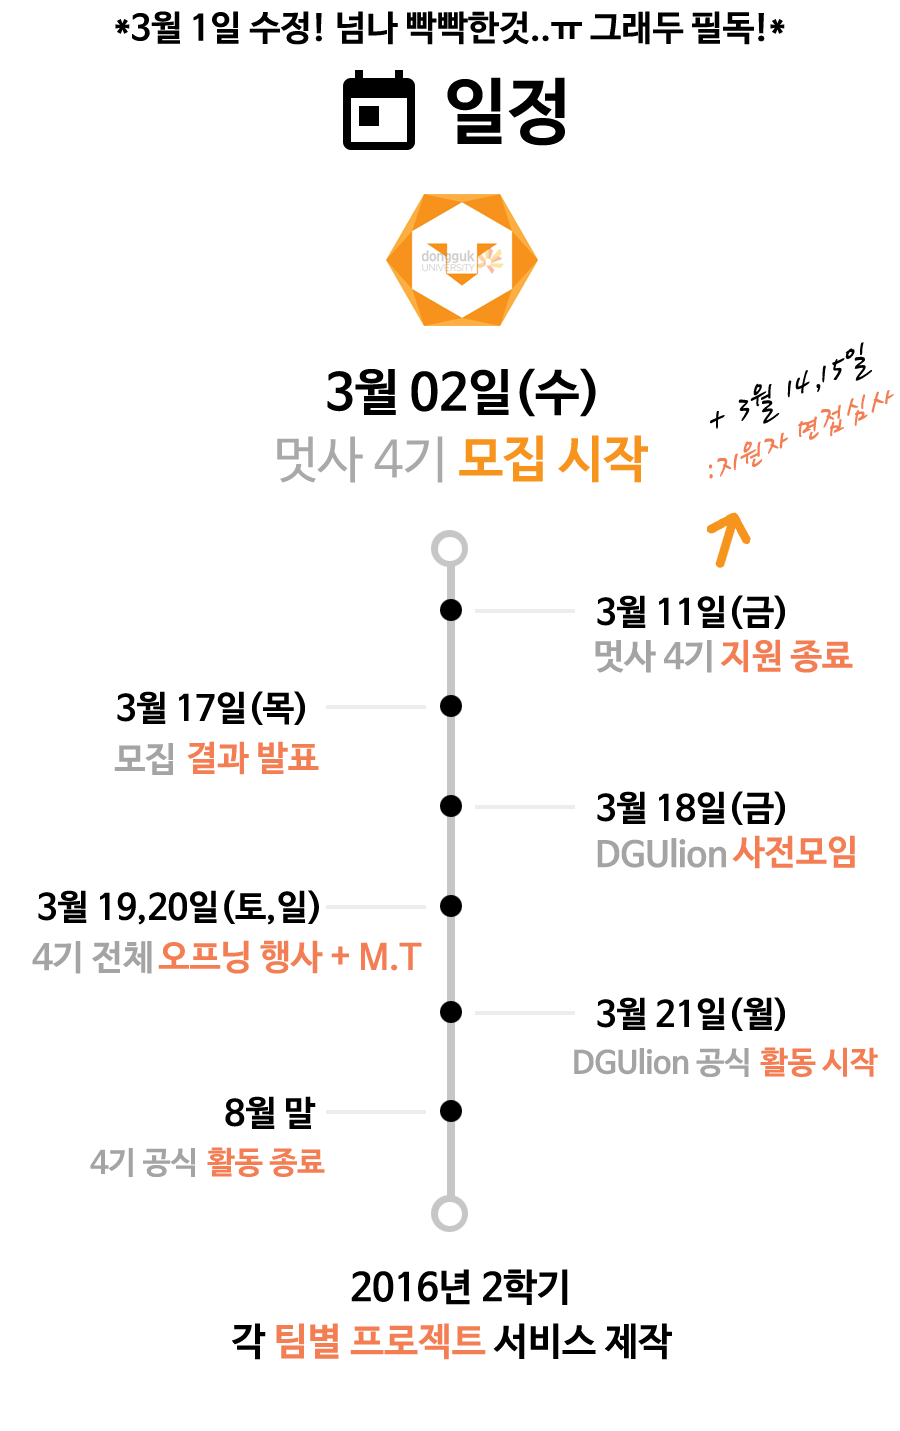 *3월 1일 수정! 넘나 빡빡한것..ㅠ 그래두 필독!*
일정
dongguk
UNIVERSITY
3월 02일(수)
멋사 4기 모집 시작
+ 3월 14,15일
:지원자 면접심사
3월 11일(금)
멋사 4기 지원 종료
3월 17일(목)
모집 결과 발표
3월 18일(금)
DGUlion 사전모임
3월 19,20일(토,일)
4기 전체 오프닝 행사 + M.T
3월 21일(월)
DGUlion 공식 활동 시작
8월 말
4기 공식 활동 종료
2016년 2학기
각 팀별 프로젝트 서비스 제작